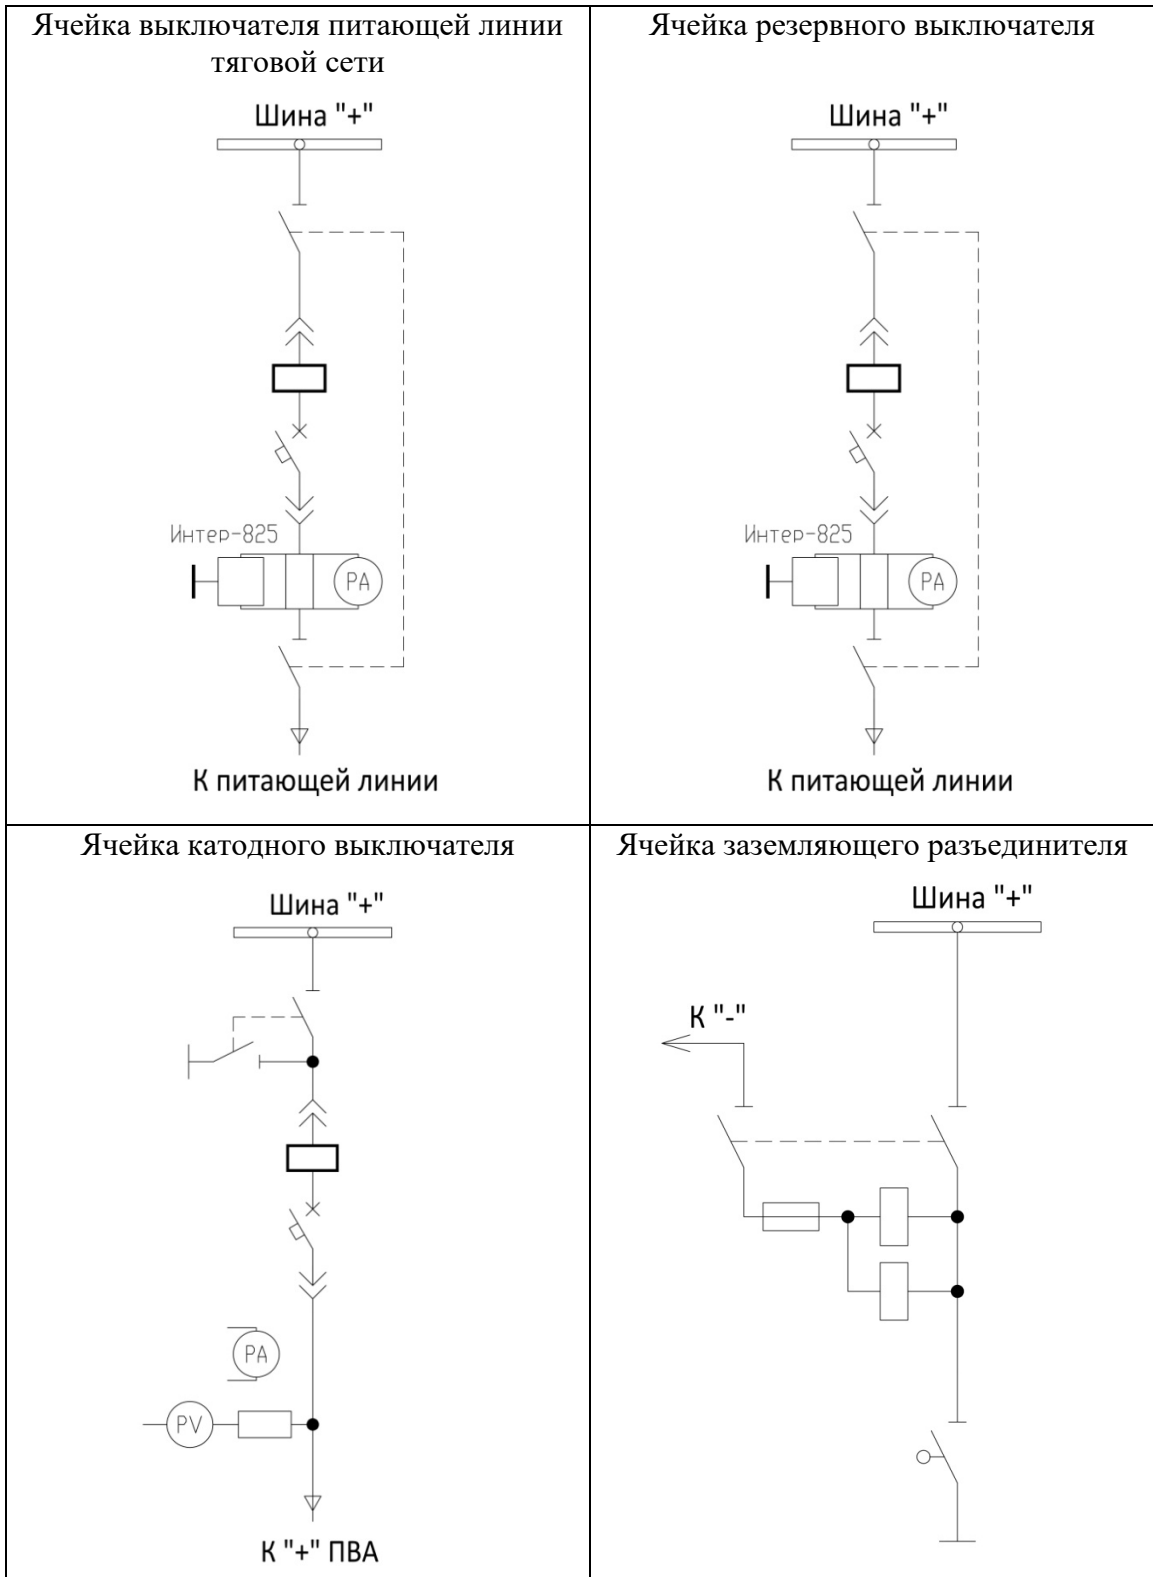 Ячейка выключателя питающей линии
тяговой сети
Шина "+"
Интер-825
PA
К питающей линии
Ячейка резервного выключателя
Шина "+"
Интер-825
PA
К питающей линии
Ячейка катодного выключателя
Шина "+"
PA
PV
К "+" ПВА
Ячейка заземляющего разъединителя
Шина "+"
К "-"